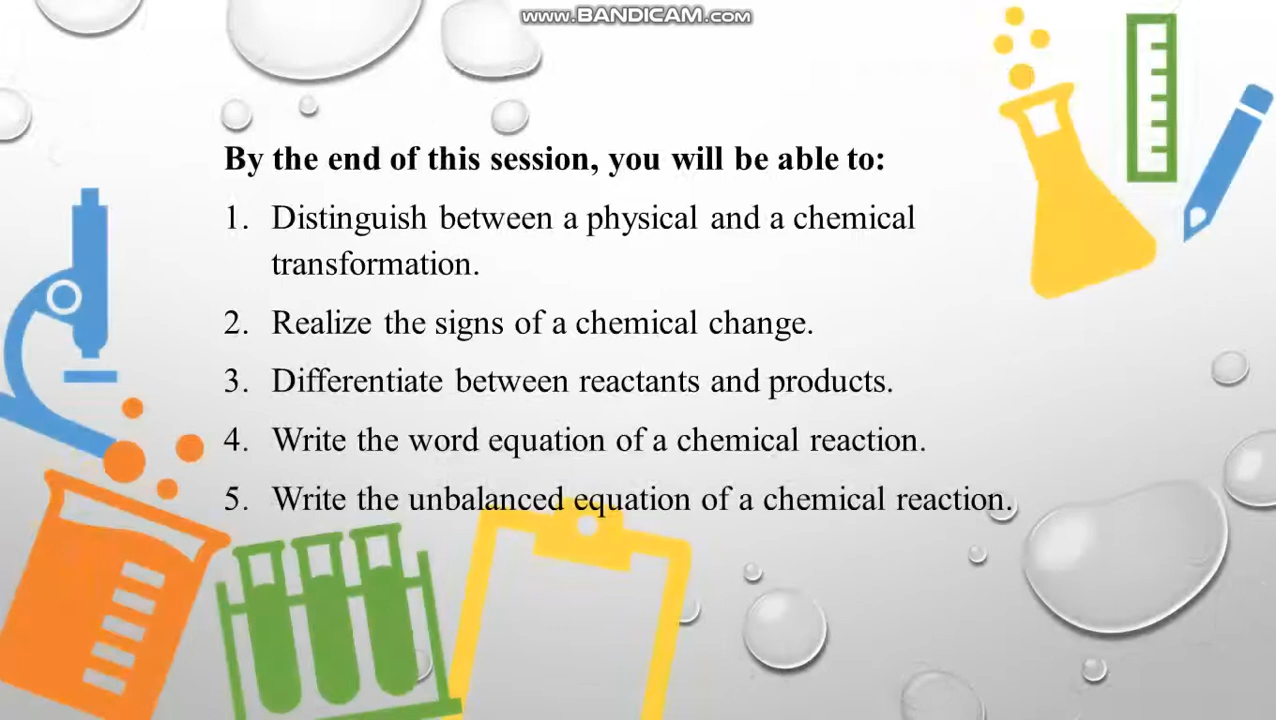 www.BANDICAM.com
By the end of this session, you will be able to:
1. Distinguish between a physical and a chemical
transformation.
2. Realize the signs of a chemical change.
3. Differentiate between reactants and products.
4. Write the word equation of a chemical reaction.
5. Write the unbalanced equation of a chemical reaction.